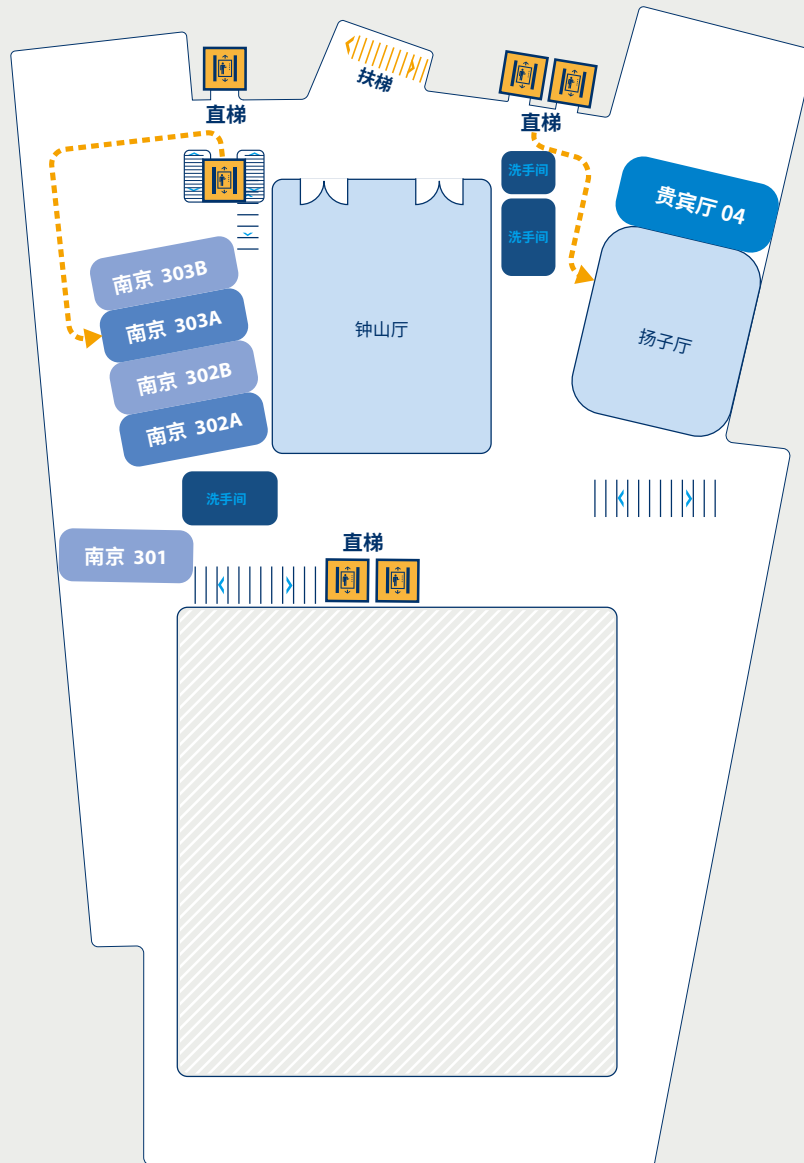 扶梯
直梯
直梯
洗手间
贵宾厅 04
洗手间
南京 303B
南京 303A
钟山厅
扬子厅
南京 302B
南京 302A
洗手间
直梯
南京 301